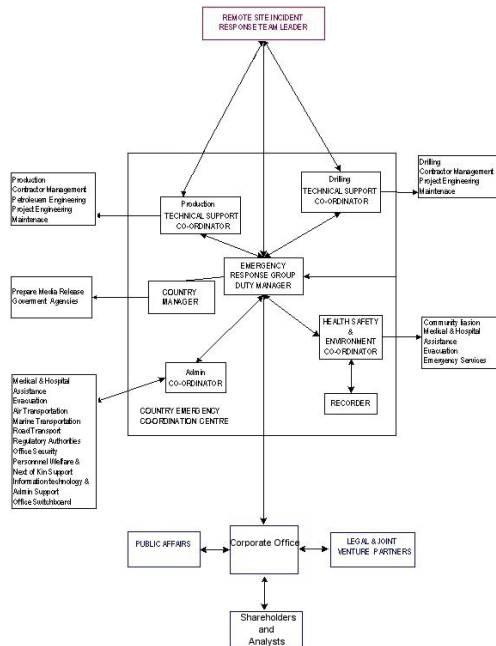 REMOTE SITE INCIDENT
RESPONSE TEAM LEADER
Production
Contractor Management
Petroleum Engineering
Project Engineering
Maintenace
Production
TECHNICAL SUPPORT
CO-ORDINATOR
Drilling
TECHNICAL SUPPORT
CO-ORDINATOR
Drilling
Contractor Management
Project Engineering
Maintenace
Prepare Media Release
Goverment Agencies
COUNTRY
MANAGER
EMERGENCY
RESPONSE GROUP
DUTY MANAGER
HEALTH SAFETY
&
ENVIRONMENT
CO-ORDINATOR
Community liasion
Medical & Hospital
Assistance
Evacuation
Emergency Services
Admin
CO-ORDINATOR
RECORDER
Medical & Hospital
Assistance
Evacuation
Air Transportation
Marine Transportation
Road Transport
Regulatory Authorities
Office Security
Personnnel Welfare &
Next of Kin Support
Information technology &
Admin Support
Office Switchboard
COUNTRY EMERGENCY
CO-ORDINATION CENTRE
PUBLIC AFFAIRS
Corporate Office
LEGAL & JOINT
VENTURE PARTNERS
Shareholders
and
Analysts